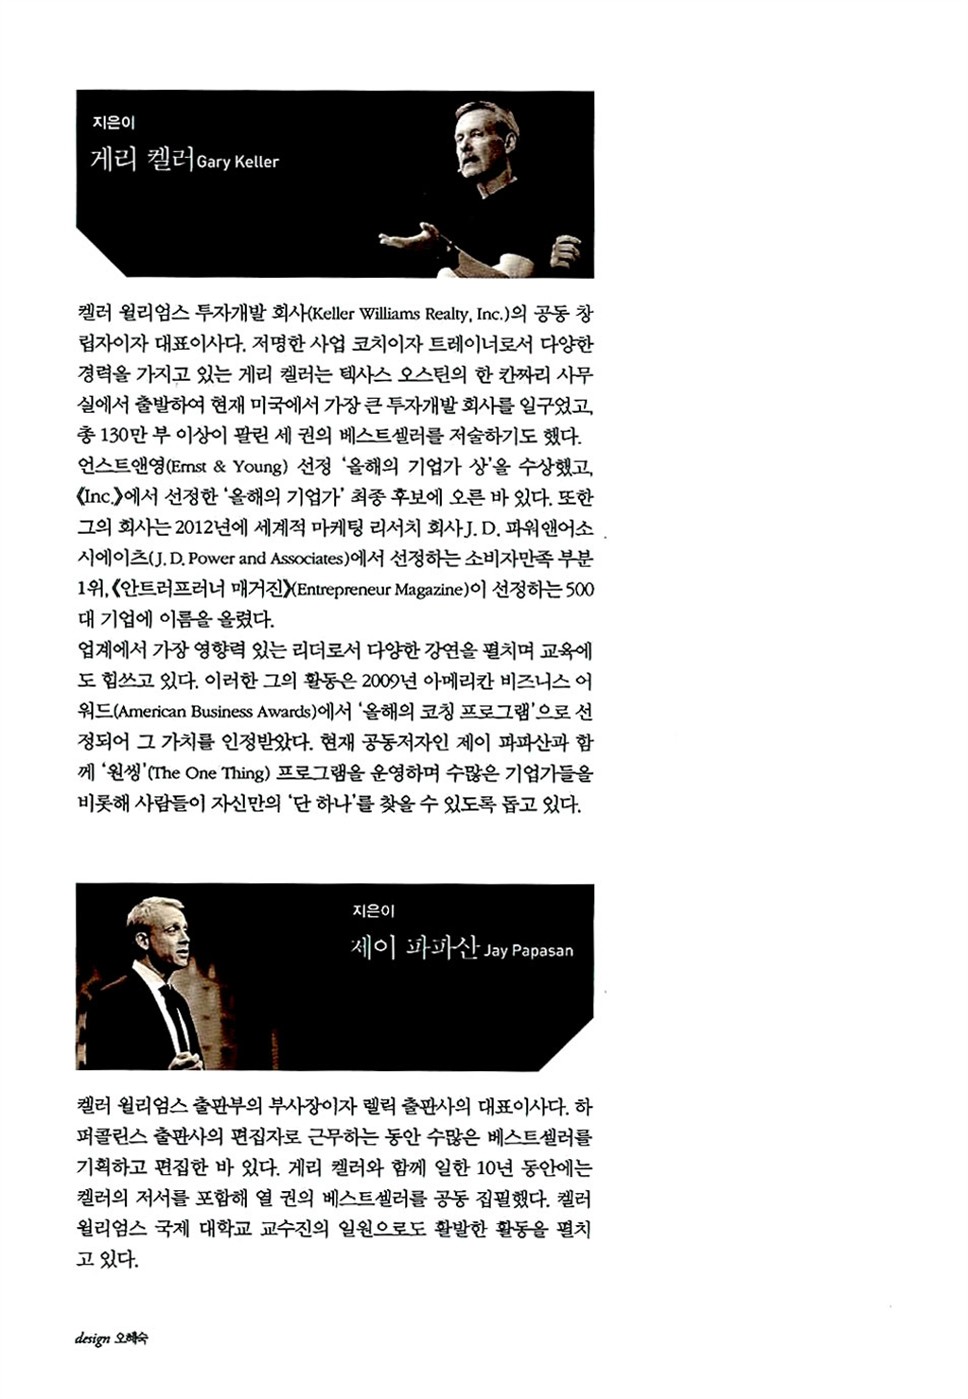 지은이
게리 켈러 Gary Keller
켈러 윌리엄스 투자개발 회사(Keller Williams Realty, Inc.)의 공동 창
립자이자 대표이사다. 저명한 사업 코치이자 트레이너로서 다양한
경력을 가지고 있는 게리 켈러는 텍사스 오스틴의 한 칸짜리 사무
실에서 출발하여 현재 미국에서 가장 큰 투자개발 회사를 일구었고,
총 130만 부 이상이 팔린 세 권의 베스트셀러를 저술하기도 했다.
언스트앤영(Ernst & Young) 선정 ‘올해의 기업가 상’을 수상했고,
《Inc.》에서 선정한 ‘올해의 기업가’ 최종 후보에 오른 바 있다. 또한
그의 회사는 2012년에 세계적 마케팅 리서치 회사 J. D. 파워앤어소
시에이츠(J. D. Power and Associates)에서 선정하는 소비자만족 부분
1위, 《안트러프러너 매거진》(Entrepreneur Magazine)이 선정하는 500
대 기업에 이름을 올렸다.
업계에서 가장 영향력 있는 리더로서 다양한 강연을 펼치며 교육에
도 힘쓰고 있다. 이러한 그의 활동은 2009년 아메리칸 비즈니스 어
워드(American Business Awards)에서 ‘올해의 코칭 프로그램’으로 선
정되어 그 가치를 인정받았다. 현재 공동저자인 제이 파파산과 함
께 ‘원씽’(The One Thing) 프로그램을 운영하며 수많은 기업가들을
비롯해 사람들이 자신만의 ‘단 하나’를 찾을 수 있도록 돕고 있다.
지은이
제이 파파산 Jay Papasan
켈러 윌리엄스 출판부의 부사장이자 렐릭 출판사의 대표이사다. 하
퍼콜린스 출판사의 편집자로 근무하는 동안 수많은 베스트셀러를
기획하고 편집한 바 있다. 게리 켈러와 함께 일한 10년 동안에는
켈러의 저서를 포함해 열 권의 베스트셀러를 공동 집필했다. 켈러
윌리엄스 국제 대학교 교수진의 일원으로도 활발한 활동을 펼치
고 있다.
design 오혜숙